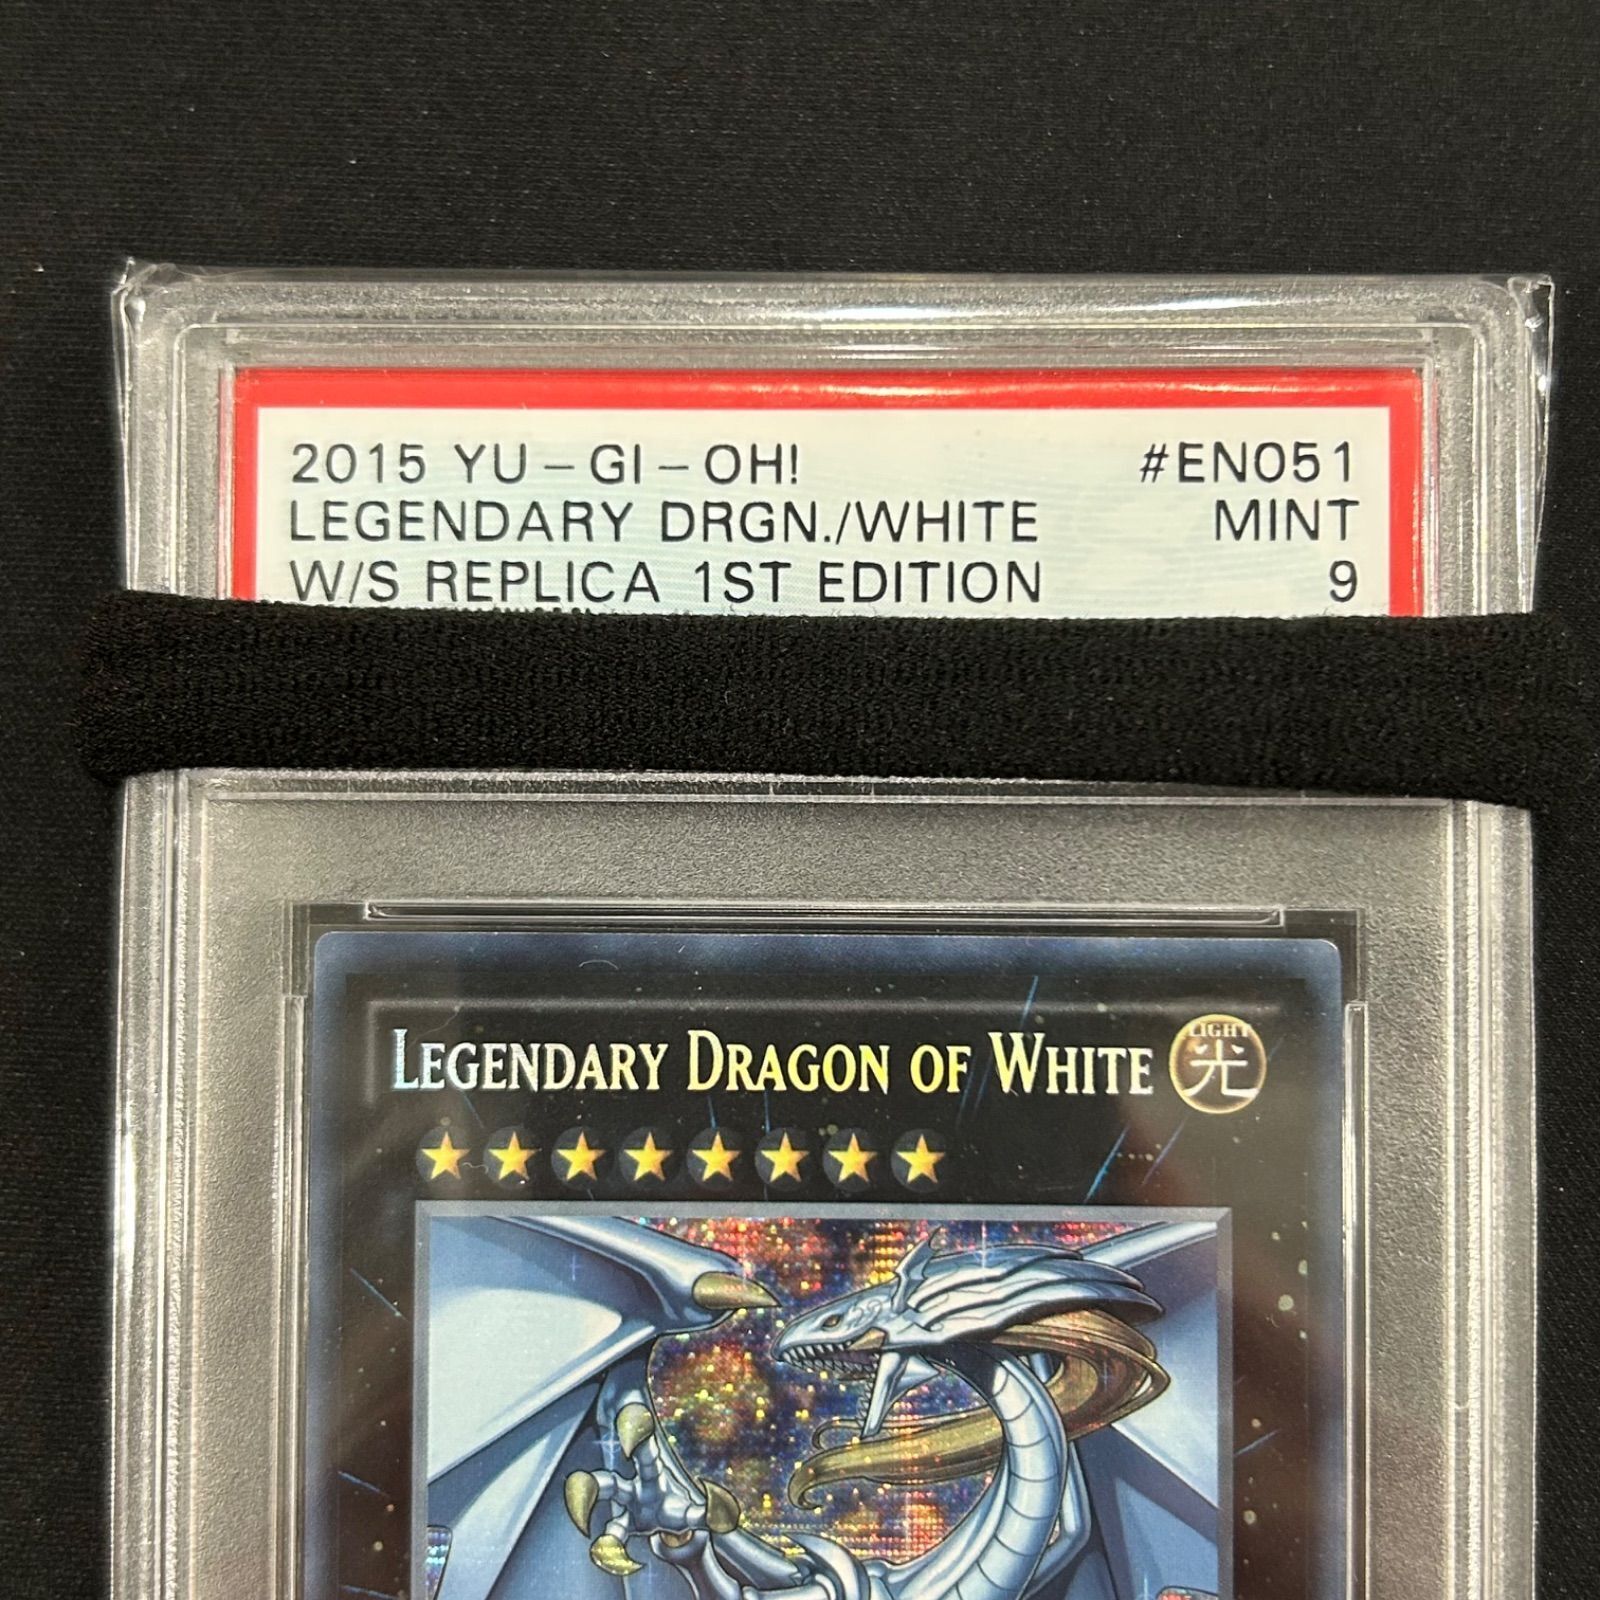 2015 YU-GI-OH! #EN051
LEGENDARY DRGN./WHITE MINT
W/S REPLICA 1ST EDITION 9
LEGENDARY DRAGON OF WHITE
LIGHT
光